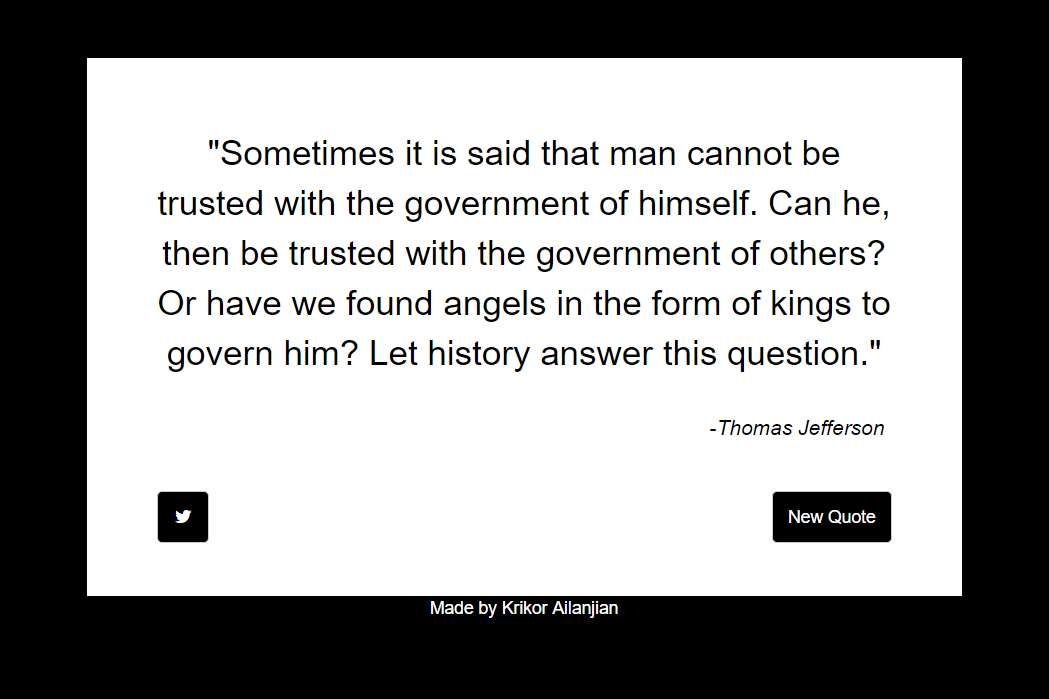 "Sometimes it is said that man cannot be
trusted with the government of himself. Can he,
then be trusted with the government of others?
Or have we found angels in the form of kings to
govern him? Let history answer this question."
-Thomas Jefferson
New Quote
Made by Krikor Ailanjian